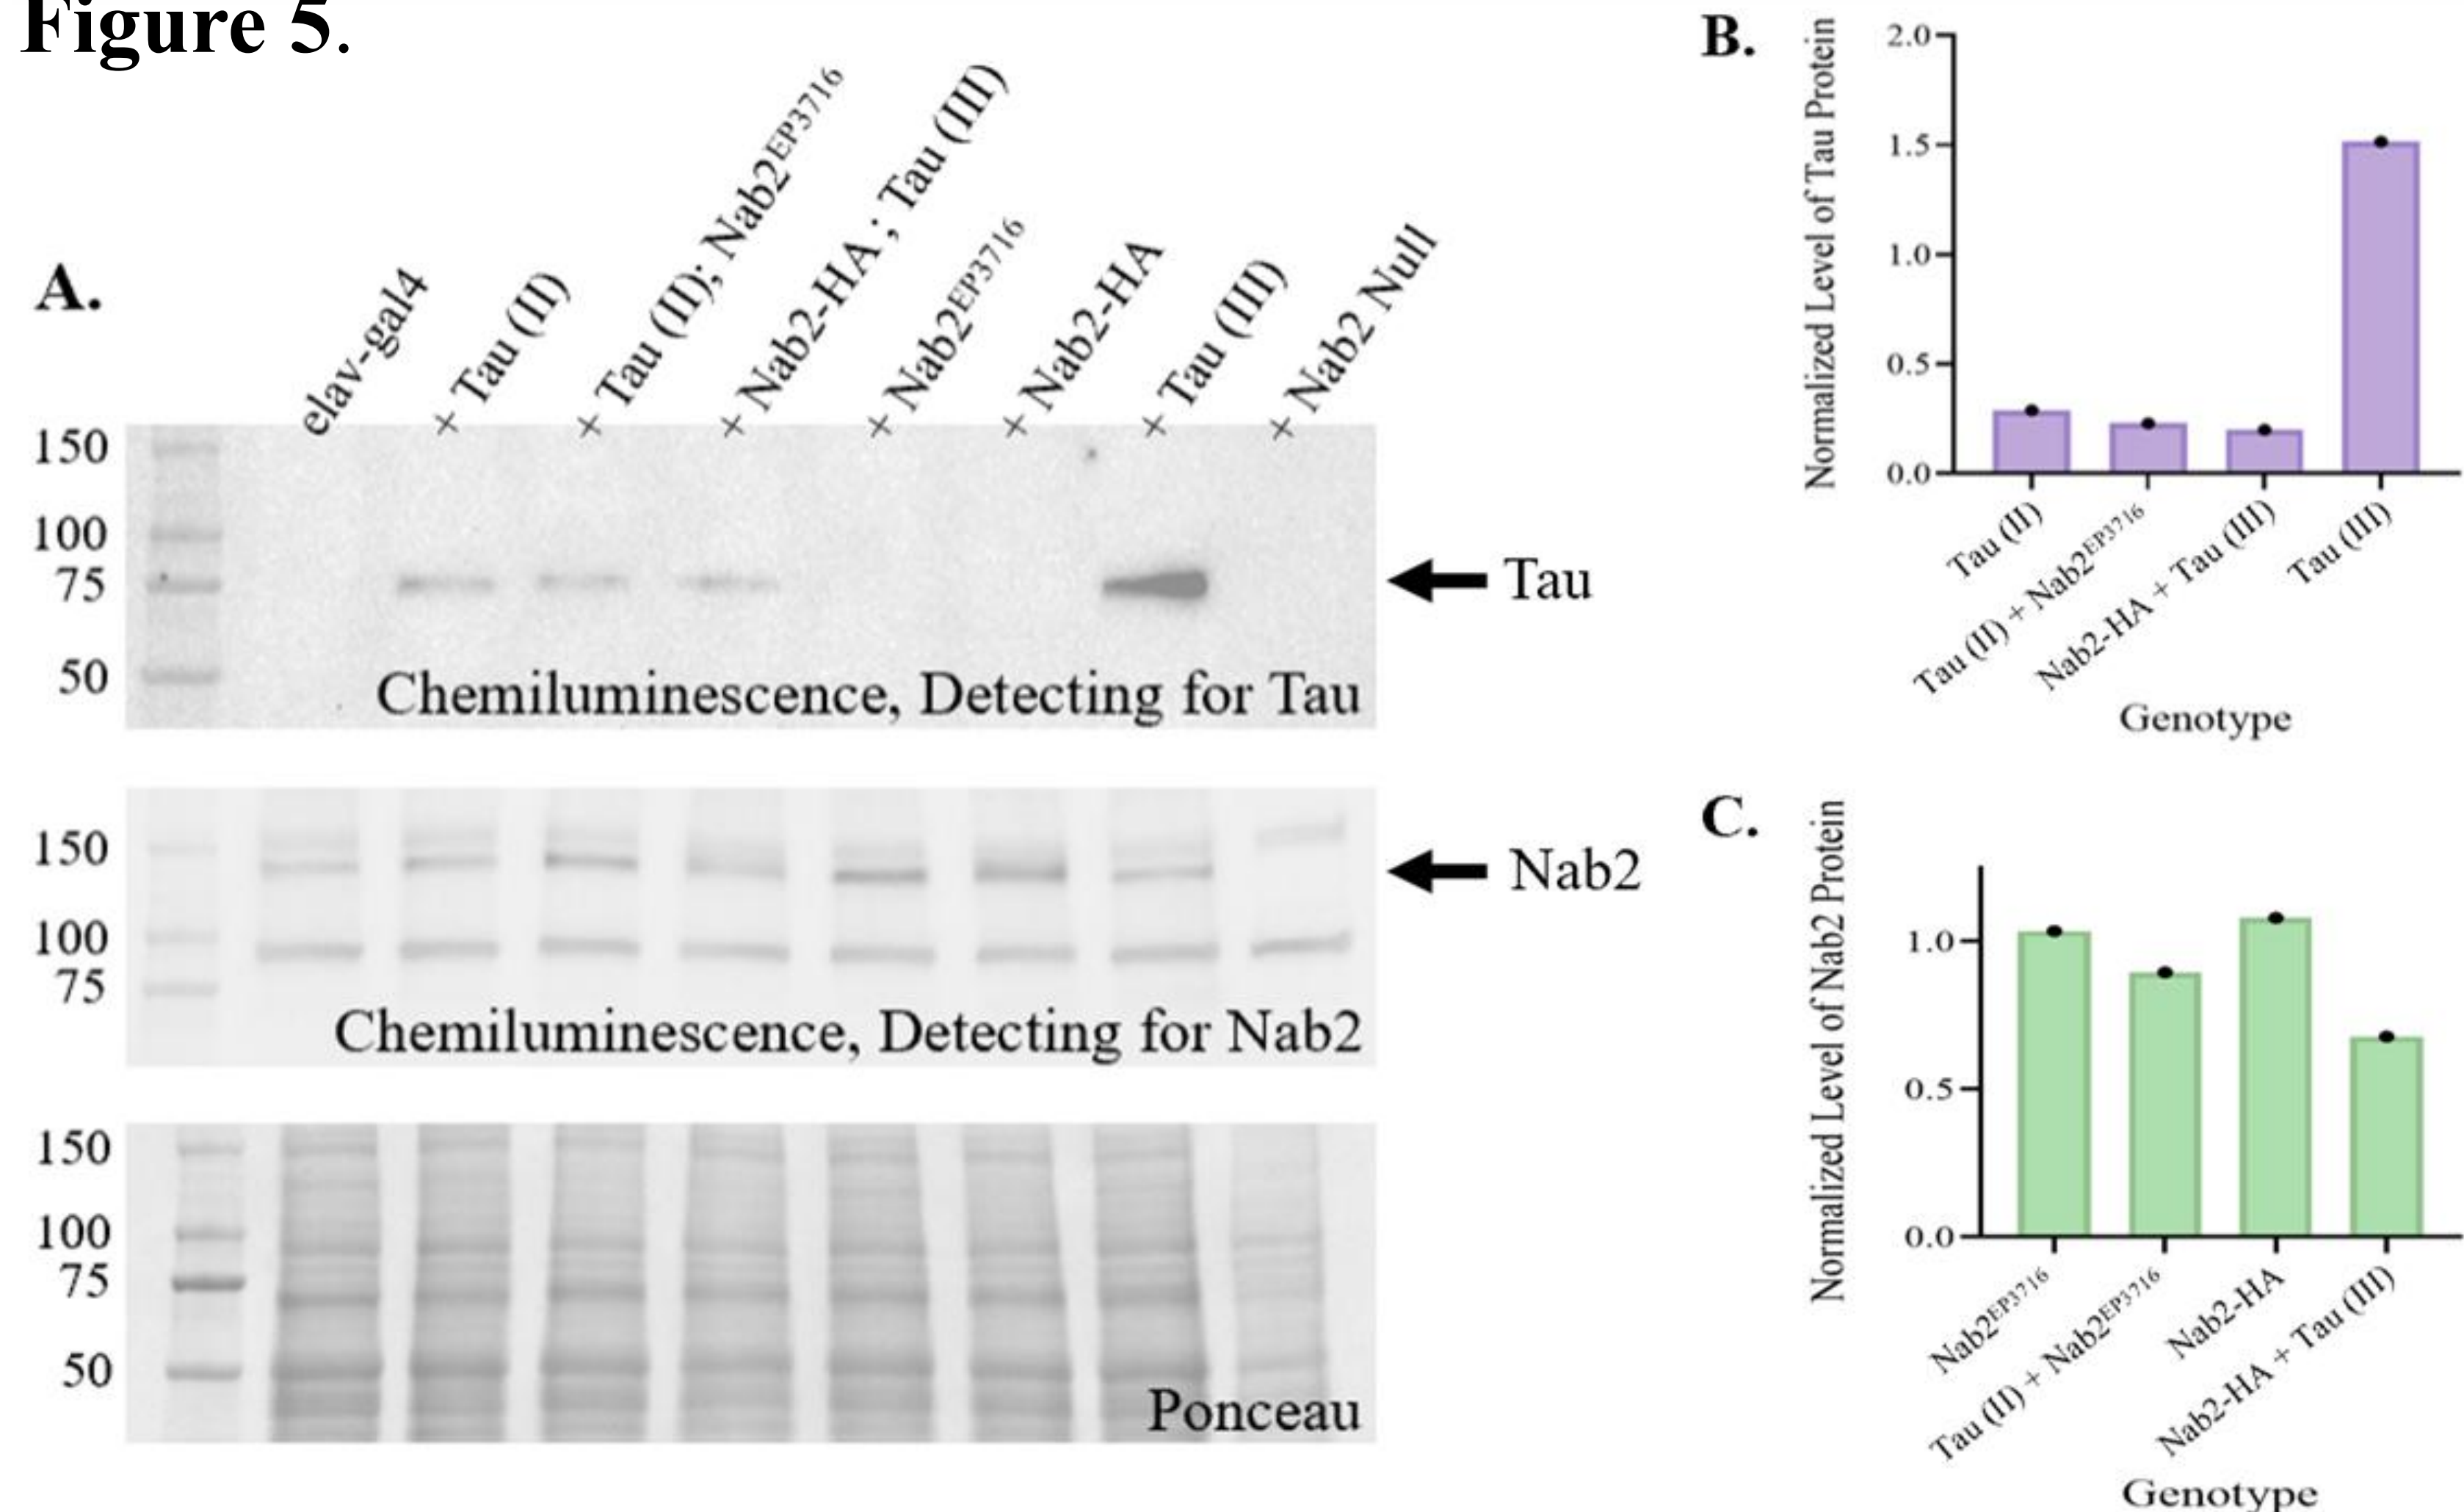 Figure 5.
A.
elav-gal4
+ Tau (II)
+ Tau (II); Nab2EP3716
+ Nab2-HA ; Tau (III)
+ Nab2EP3716
+ Nab2-HA
+ Tau (III)
+ Nab2 Null
150
100
75
50
Tau
Chemiluminescence, Detecting for Tau
150
100
75
Nab2
Chemiluminescence, Detecting for Nab2
150
100
75
50
Ponceau
B.
Normalized Level of Tau Protein
2.0
1.5
1.0
0.5
0.0
Tau (II)
Tau (II) + Nab2EP3716
Nab2-HA + Tau (III)
Tau (III)
Genotype
C.
Normalized Level of Nab2 Protein
1.0
0.5
0.0
Nab2EP3716
Tau (II) + Nab2EP3716
Nab2-HA
Nab2-HA + Tau (III)
Genotype